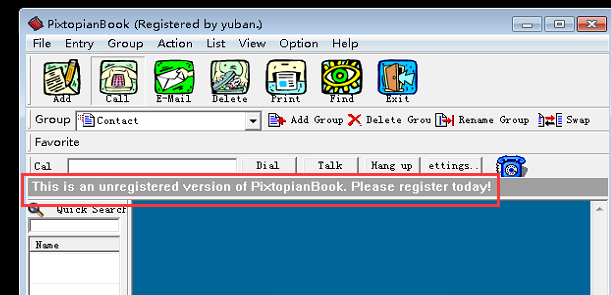 PixtopianBook (Registered by yuban.)
File Entry Group Action List View Option Help
Add Call E-Mail Delete Print Find Exit
Group Contact Add Group Delete Grou Rename Group Swap
Favorite
Cal Dial Talk Hang up ettings..
This is an unregistered version of PixtopianBook. Please register today!
Quick Search
Name